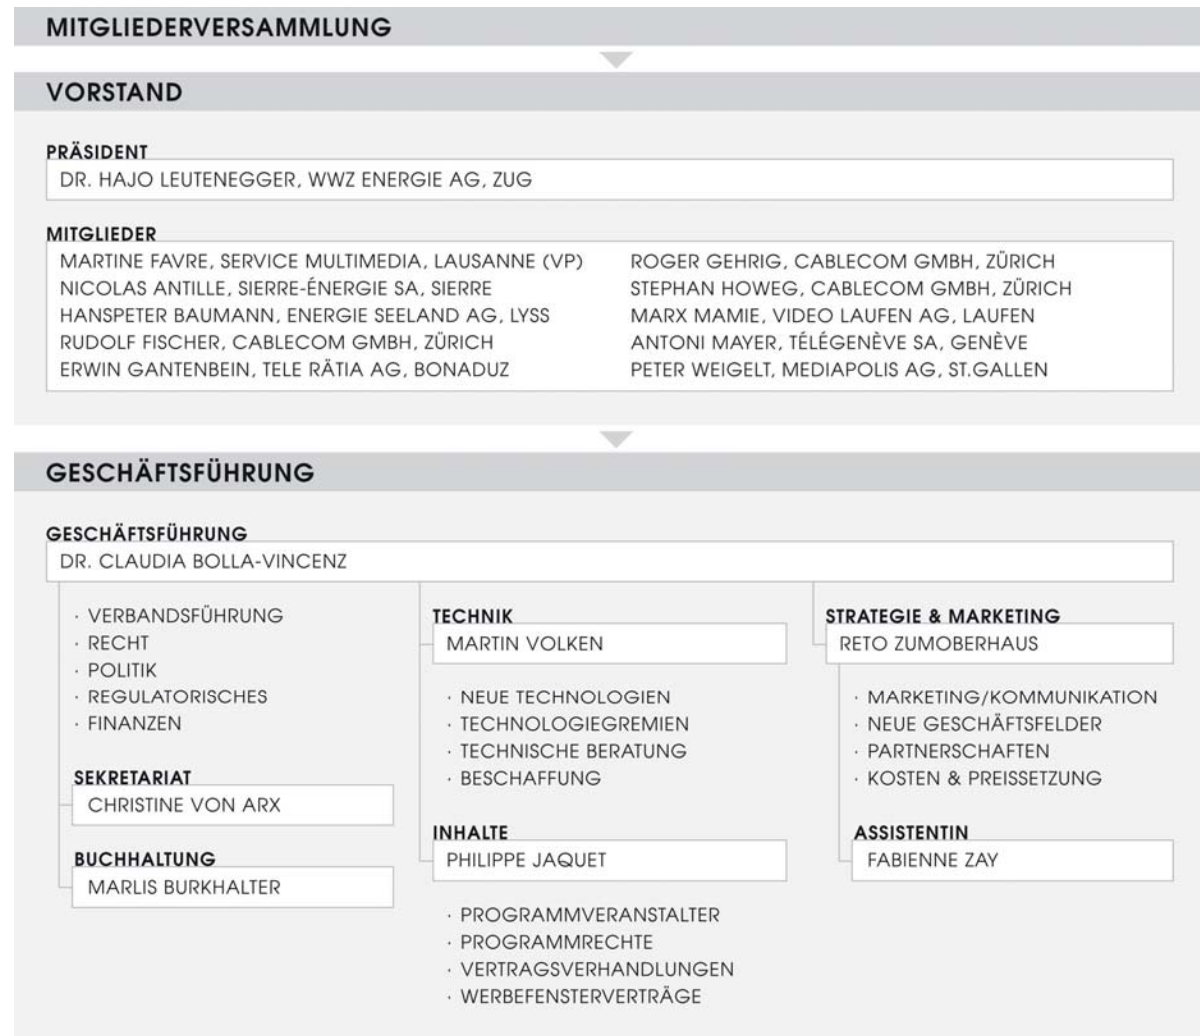 MITGLIEDERVERSAMMLUNG
VORSTAND
PRÄSIDENT
DR. HAJO LEUTENEGGER, WWZ ENERGIE AG, ZUG
MITGLIEDER
MARTINE FAVRE, SERVICE MULTIMEDIA, LAUSANNE (VP)
NICOLAS ANTILLE, SIERRE-ÉNERGIE SA, SIERRE
HANSPETER BAUMANN, ENERGIE SEELAND AG, LYSS
RUDOLF FISCHER, CABLECOM GMBH, ZÜRICH
ERWIN GANTENBEIN, TELE RÄTIA AG, BONADUZ
ROGER GEHRIG, CABLECOM GMBH, ZÜRICH
STEPHAN HOWEG, CABLECOM GMBH, ZÜRICH
MARX MAMIE, VIDEO LAUFEN AG, LAUFEN
ANTONI MAYER, TÉLÉGENÈVE SA, GENÈVE
PETER WEIGELT, MEDIAPOLIS AG, ST.GALLEN
GESCHÄFTSFÜHRUNG
GESCHÄFTSFÜHRUNG
DR. CLAUDIA BOLLA-VINCENZ
· VERBANDSFÜHRUNG
· RECHT
· POLITIK
· REGULATORISCHES
· FINANZEN
SEKRETARIAT
CHRISTINE VON ARX
BUCHHALTUNG
MARLIS BURKHALTER
TECHNIK
MARTIN VOLKEN
· NEUE TECHNOLOGIEN
· TECHNOLOGIEGREMIEN
· TECHNISCHE BERATUNG
· BESCHAFFUNG
INHALTE
PHILIPPE JAQUET
· PROGRAMMVERANSTALTER
· PROGRAMMRECHTE
· VERTRAGSVERHANDLUNGEN
· WERBEFENSTERVERTRÄGE
STRATEGIE & MARKETING
RETO ZUMOBERHAUS
· MARKETING/KOMMUNIKATION
· NEUE GESCHÄFTSFELDER
· PARTNERSCHAFTEN
· KOSTEN & PREISSETZUNG
ASSISTENTIN
FABIENNE ZAY